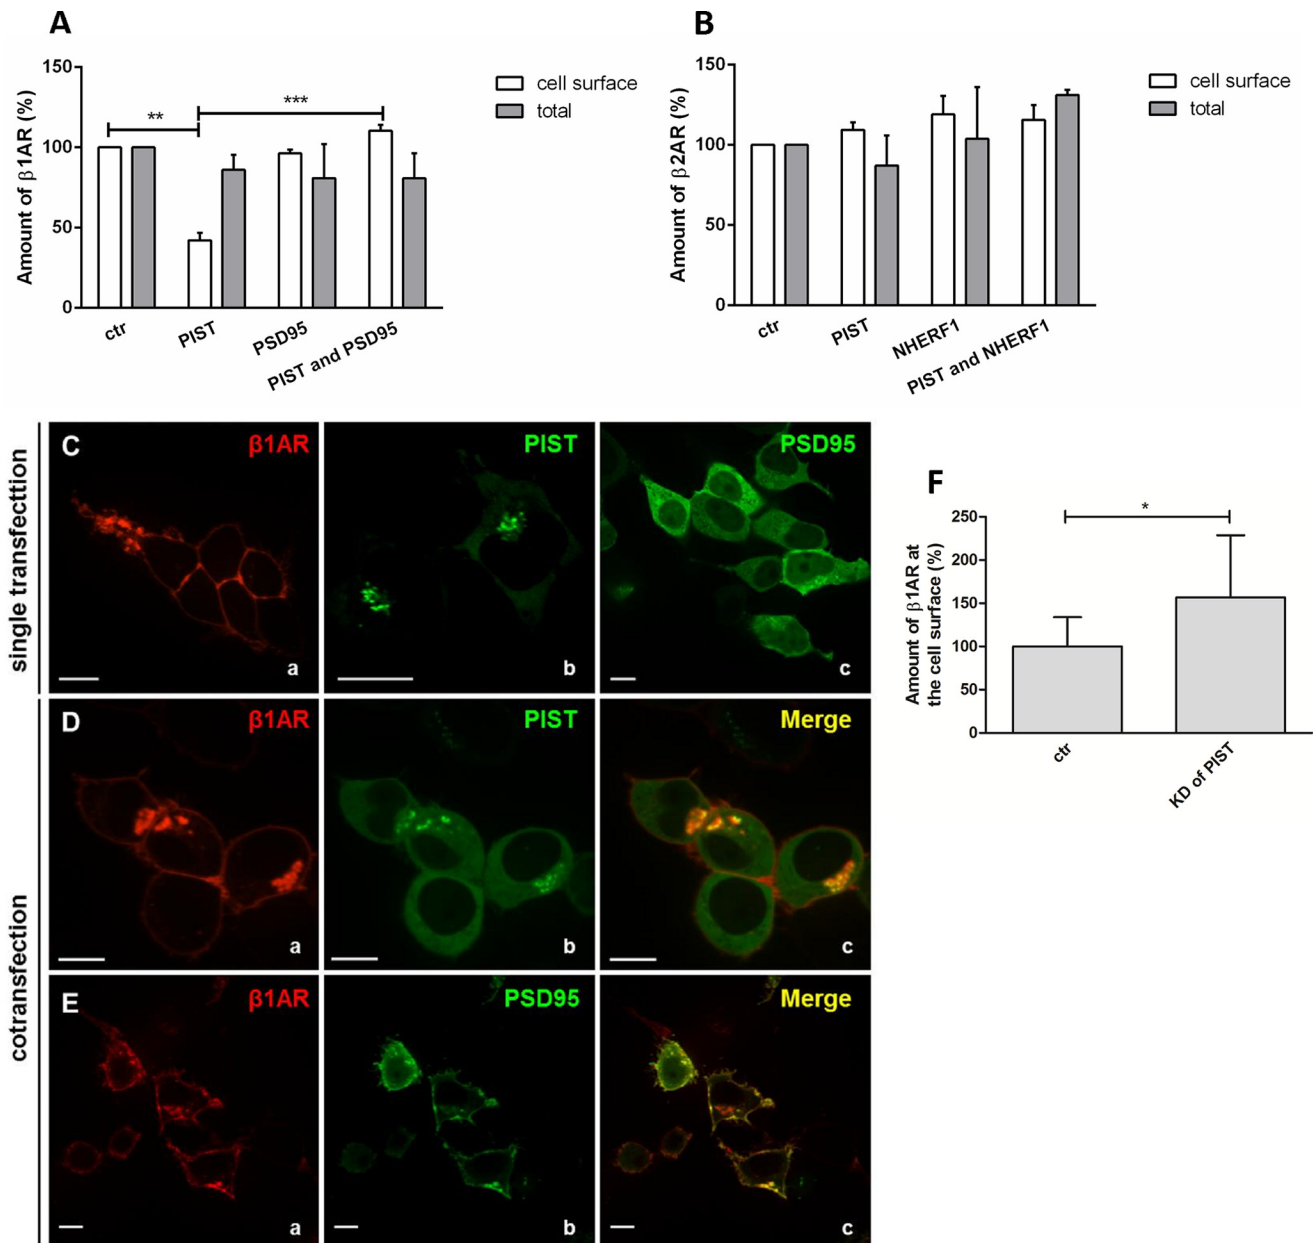 A
Amount of β1AR (%)
150
100
50
0
**
***
cell surface
total
ctr
PIST
PSD95
PIST and PSD95
B
Amount of β2AR (%)
150
100
50
0
cell surface
total
ctr
PIST
NHERF1
PIST and NHERF1
single transfecttion
C
β1AR
a
PIST
b
PSD95
c
cotransfection
D
β1AR
a
PIST
b
Merge
c
E
β1AR
a
PSD95
b
Merge
c
F
Amount of β1AR at
the cell surface (%)
250
200
150
100
50
0
*
ctr
KD of PIST